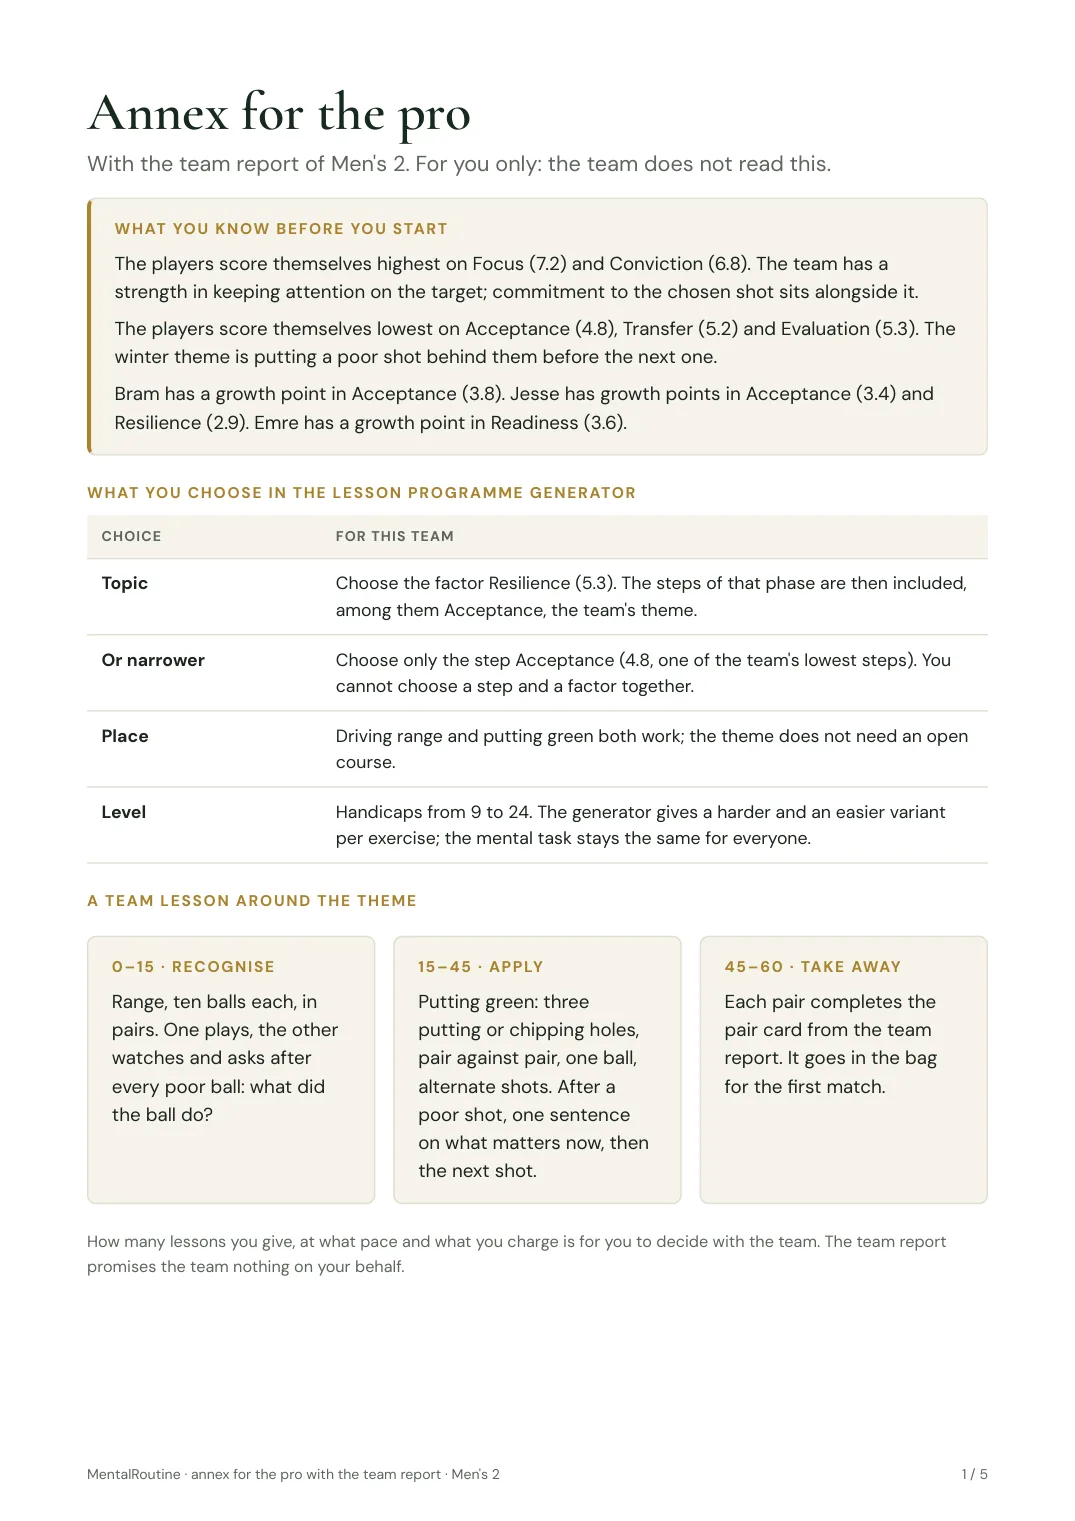 Annex for the pro
With the team report of Men's 2. For you only: the team does not read this.
WHAT YOU KNOW BEFORE YOU START
The players score themselves highest on Focus (7.2) and Conviction (6.8). The team has a
strength in keeping attention on the target; commitment to the chosen shot sits alongside it.
The players score themselves lowest on Acceptance (4.8), Transfer (5.2) and Evaluation (5.3). The
winter theme is putting a poor shot behind them before the next one.
Bram has a growth point in Acceptance (3.8). Jesse has growth points in Acceptance (3.4) and
Resilience (2.9). Emre has a growth point in Readiness (3.6).
WHAT YOU CHOOSE IN THE LESSON PROGRAMME GENERATOR
CHOICE FOR THIS TEAM
Topic Choose the factor Resilience (5.3). The steps of that phase are then included,
among them Acceptance, the team's theme.
Or narrower Choose only the step Acceptance (4.8, one of the team's lowest steps). You
cannot choose a step and a factor together.
Place Driving range and putting green both work; the theme does not need an open
course.
Level Handicaps from 9 to 24. The generator gives a harder and an easier variant
per exercise; the mental task stays the same for everyone.
A TEAM LESSON AROUND THE THEME
0–15 · RECOGNISE
Range, ten balls each, in
pairs. One plays, the other
watches and asks after
every poor ball: what did
the ball do?
15–45 · APPLY
Putting green: three
putting or chipping holes,
pair against pair, one ball,
alternate shots. After a
poor shot, one sentence
on what matters now, then
the next shot.
45–60 · TAKE AWAY
Each pair completes the
pair card from the team
report. It goes in the bag
for the first match.
How many lessons you give, at what pace and what you charge is for you to decide with the team. The team report
promises the team nothing on your behalf.
MentalRoutine · annex for the pro with the team report · Men's 2 1 / 5